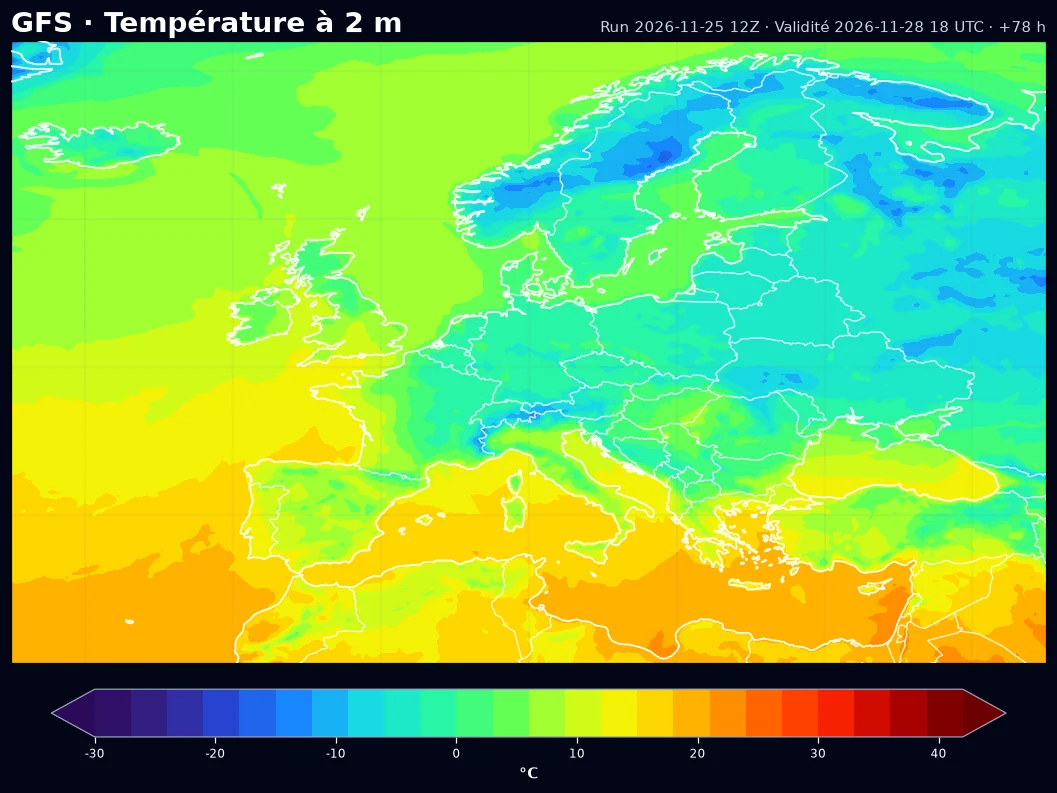 GFS · Température à 2 m
Run 2026-11-25 12Z · Validité 2026-11-28 18 UTC · +78 h
-30 -20 -10 0 10 20 30 40
°C